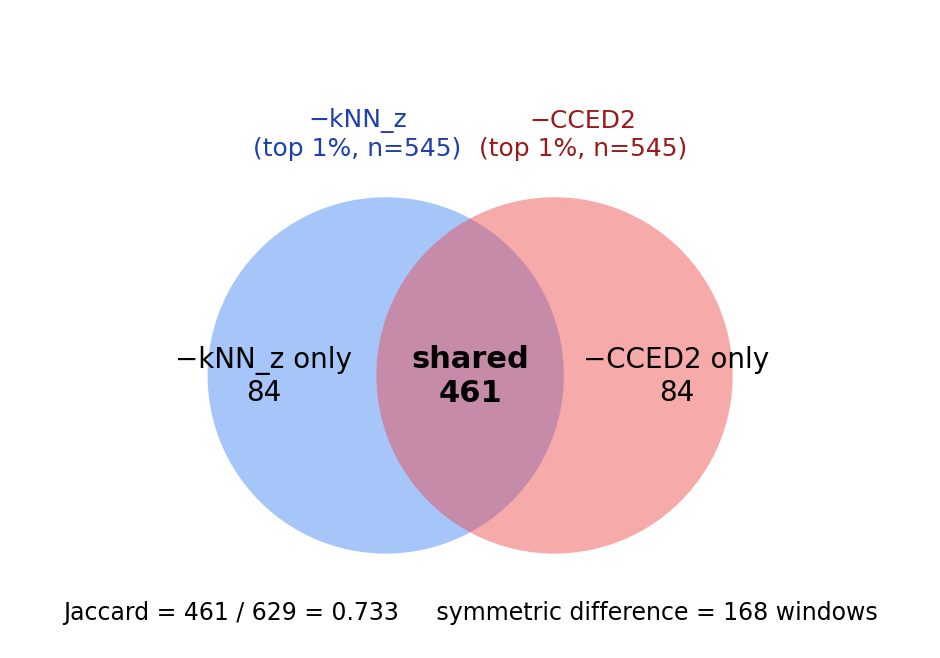 −kNN_z
(top 1%, n=545)
−CCED2
(top 1%, n=545)
−kNN_z only
84
shared
461
−CCED2 only
84
Jaccard = 461 / 629 = 0.733     symmetric difference = 168 windows